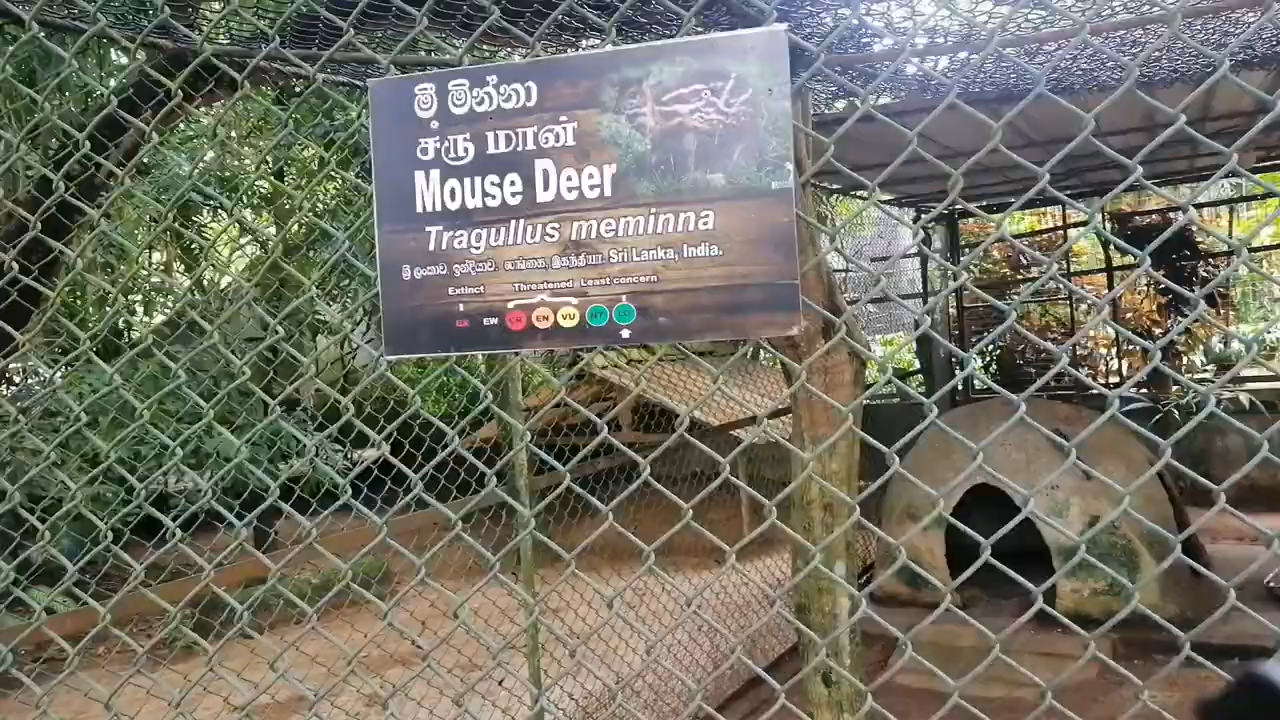 මී මින්නා
சரு மான்
Mouse Deer
Tragullus meminna
ශ්‍රී ලංකාව, ඉන්දියාව. லங்கை, இந்தியா. Sri Lanka, India.
Extinct Threatened Least concern
EX EW CR EN VU NT LC